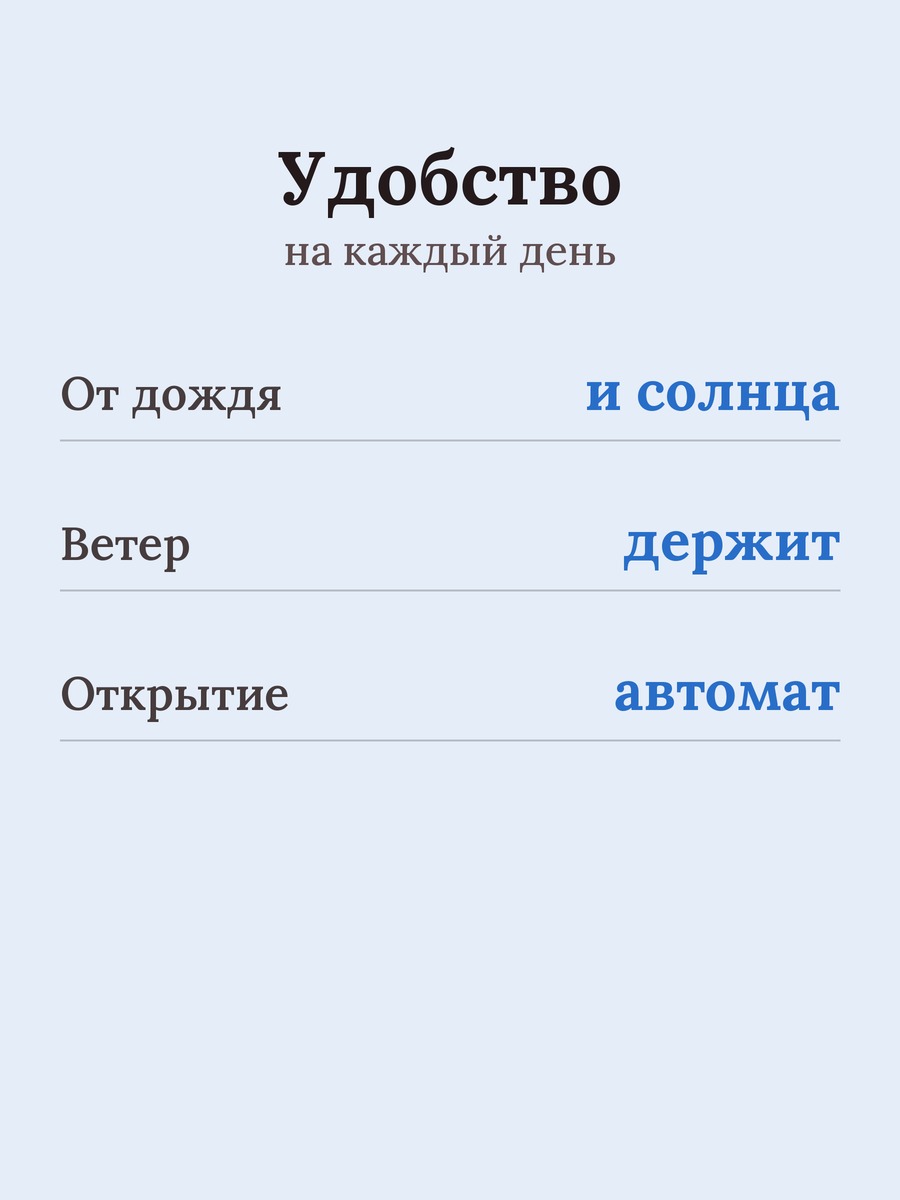 Удобство
на каждый день
От дождя и солнца
Ветер держит
Открытие автомат